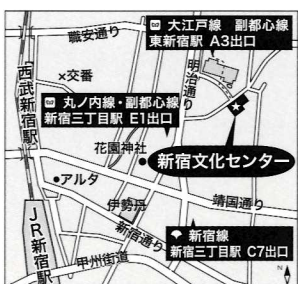 大江戸線 副都心線
東新宿駅 A3出口
職安通り
明治通り
西武新宿駅
×交番
丸ノ内線・副都心線
新宿三丁目駅 E1出口
花園神社
新宿文化センター
アルタ
伊勢丹
靖国通り
新宿通り
新宿線
新宿三丁目駅 C7出口
JR新宿駅
甲州街道
N